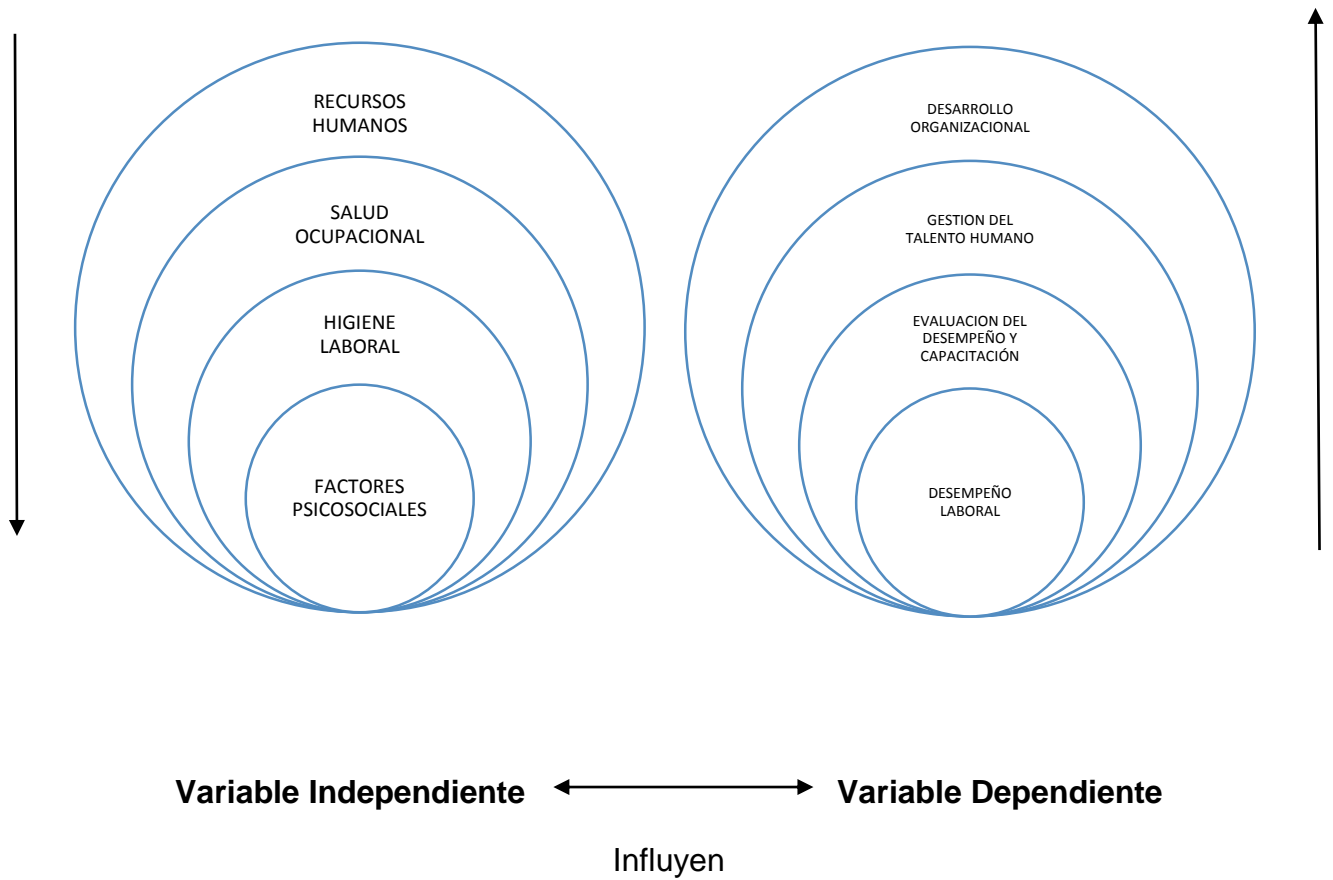 RECURSOS
HUMANOS
SALUD
OCUPACIONAL
HIGIENE
LABORAL
FACTORES
PSICOSOCIALES
DESARROLLO
ORGANIZACIONAL
GESTION DEL
TALENTO HUMANO
EVALUACION DEL
DESEMPEÑO Y
CAPACITACIÓN
DESEMPEÑO
LABORAL
Variable Independiente
Variable Dependiente
Influyen